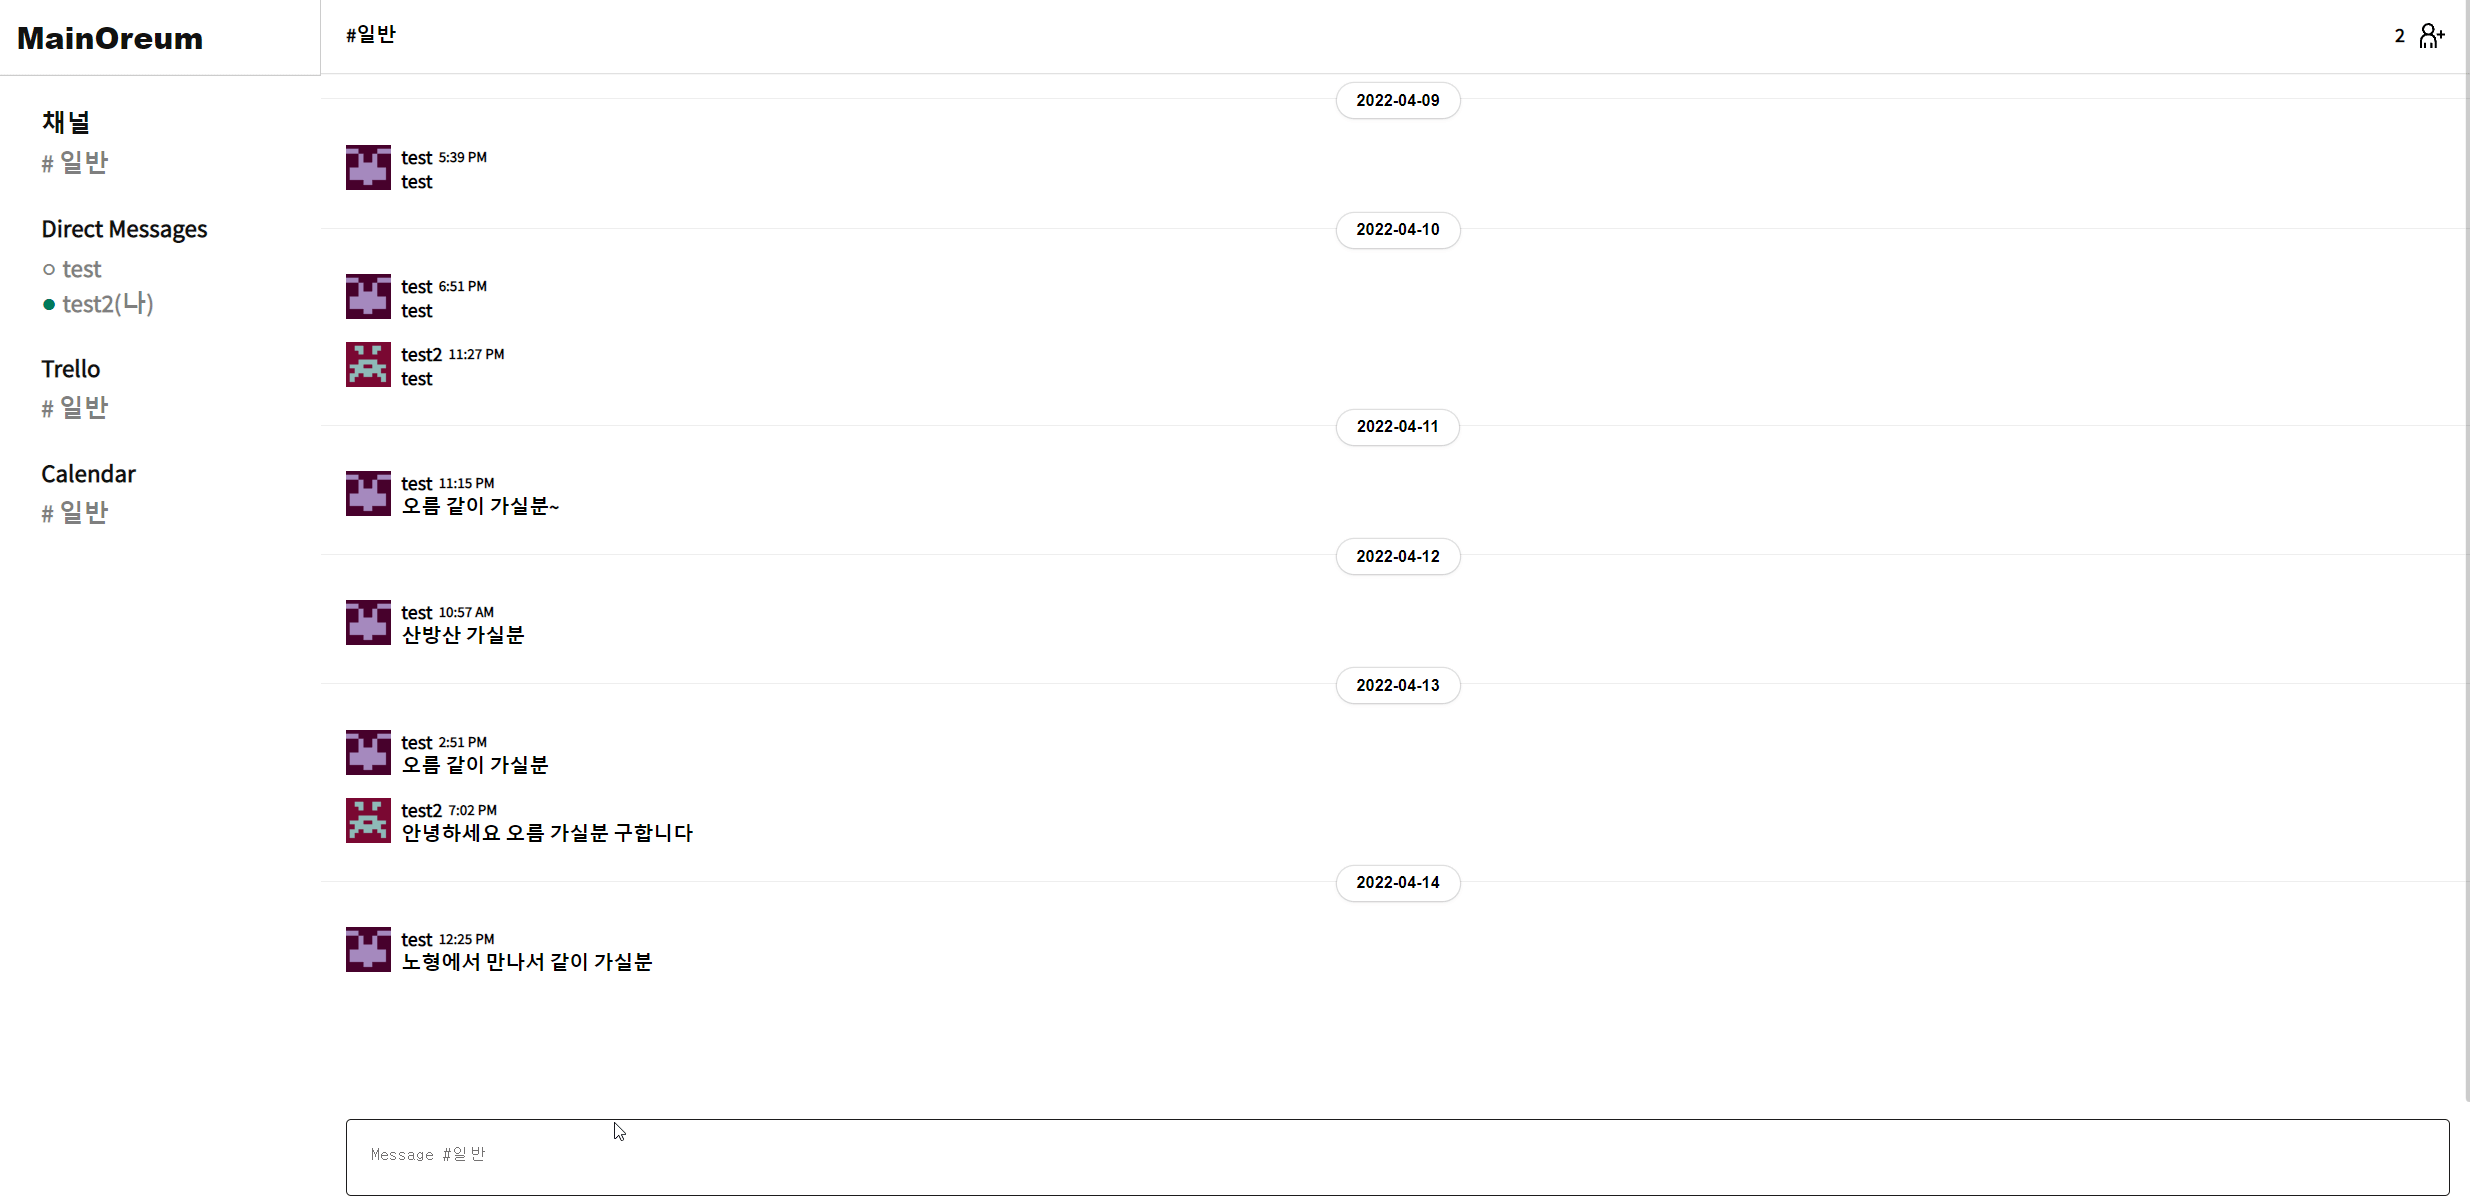 MainOreum
채널
# 일반
Direct Messages
test
test2(나)
Trello
# 일반
Calendar
# 일반
#일반
2
2022-04-09
test 5:39 PM
test
2022-04-10
test 6:51 PM
test
test2 11:27 PM
test
2022-04-11
test 11:15 PM
오름 같이 가실분~
2022-04-12
test 10:57 AM
산방산 가실분
2022-04-13
test 2:51 PM
오름 같이 가실분
test2 7:02 PM
안녕하세요 오름 가실분 구합니다
2022-04-14
test 12:25 PM
노형에서 만나서 같이 가실분
Message #일반